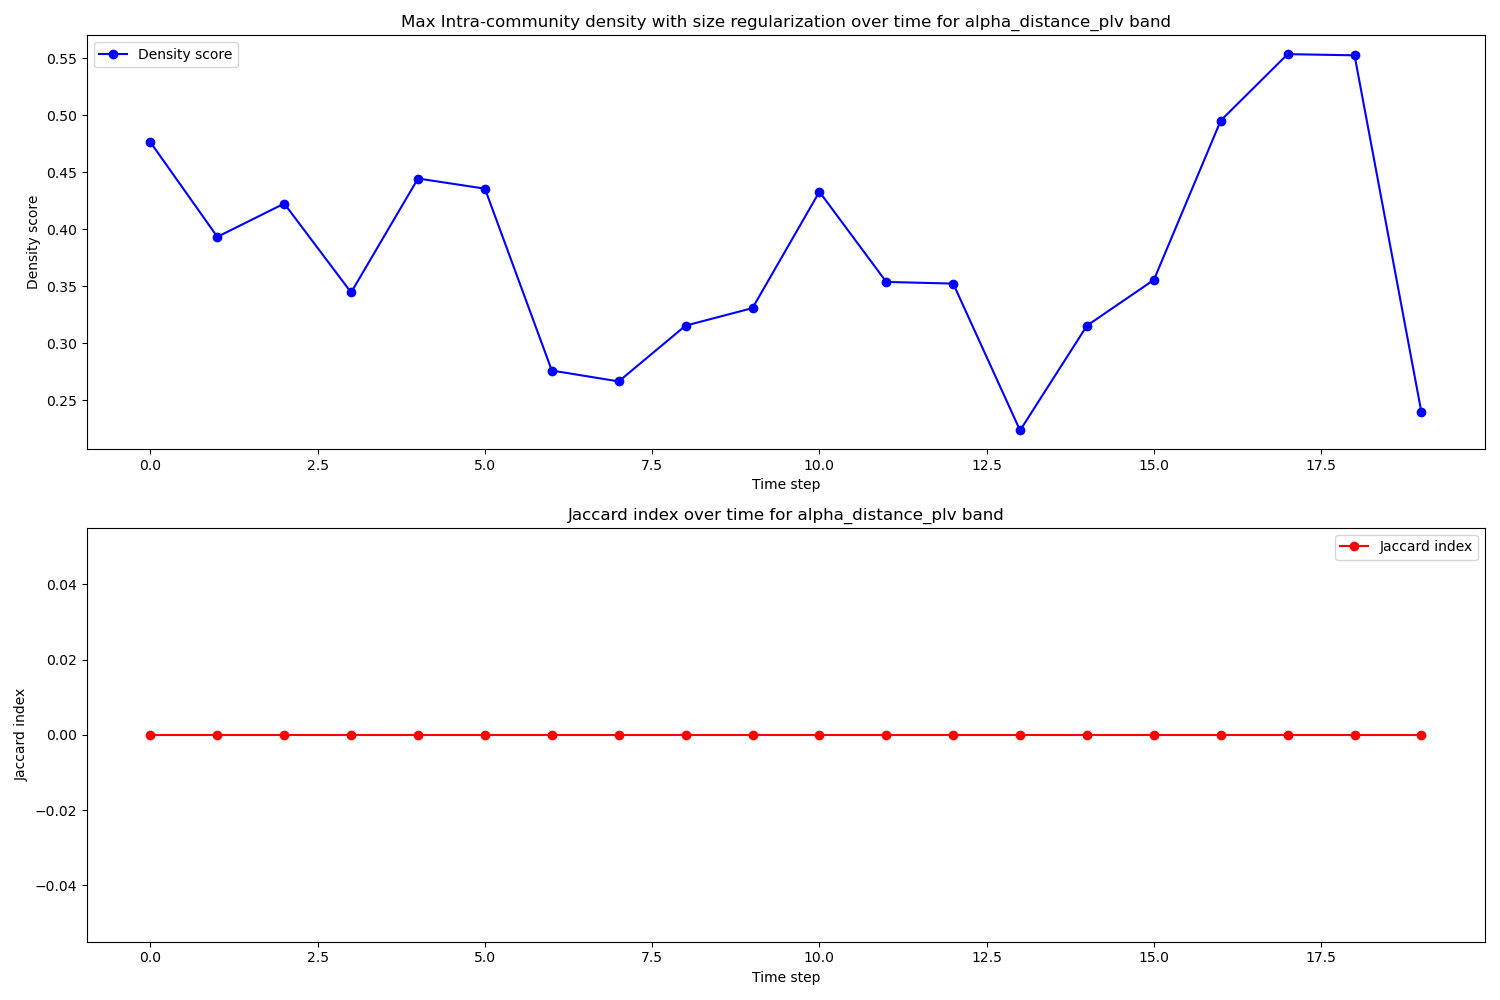 Max Intra-community density with size regularization over time for alpha_distance_plv band
Density score
0.55
0.50
0.45
0.40
0.35
0.30
0.25
Density score
0.0 2.5 5.0 7.5 10.0 12.5 15.0 17.5
Time step
Jaccard index over time for alpha_distance_plv band
Jaccard index
0.04
0.02
0.00
−0.02
−0.04
Jaccard index
0.0 2.5 5.0 7.5 10.0 12.5 15.0 17.5
Time step